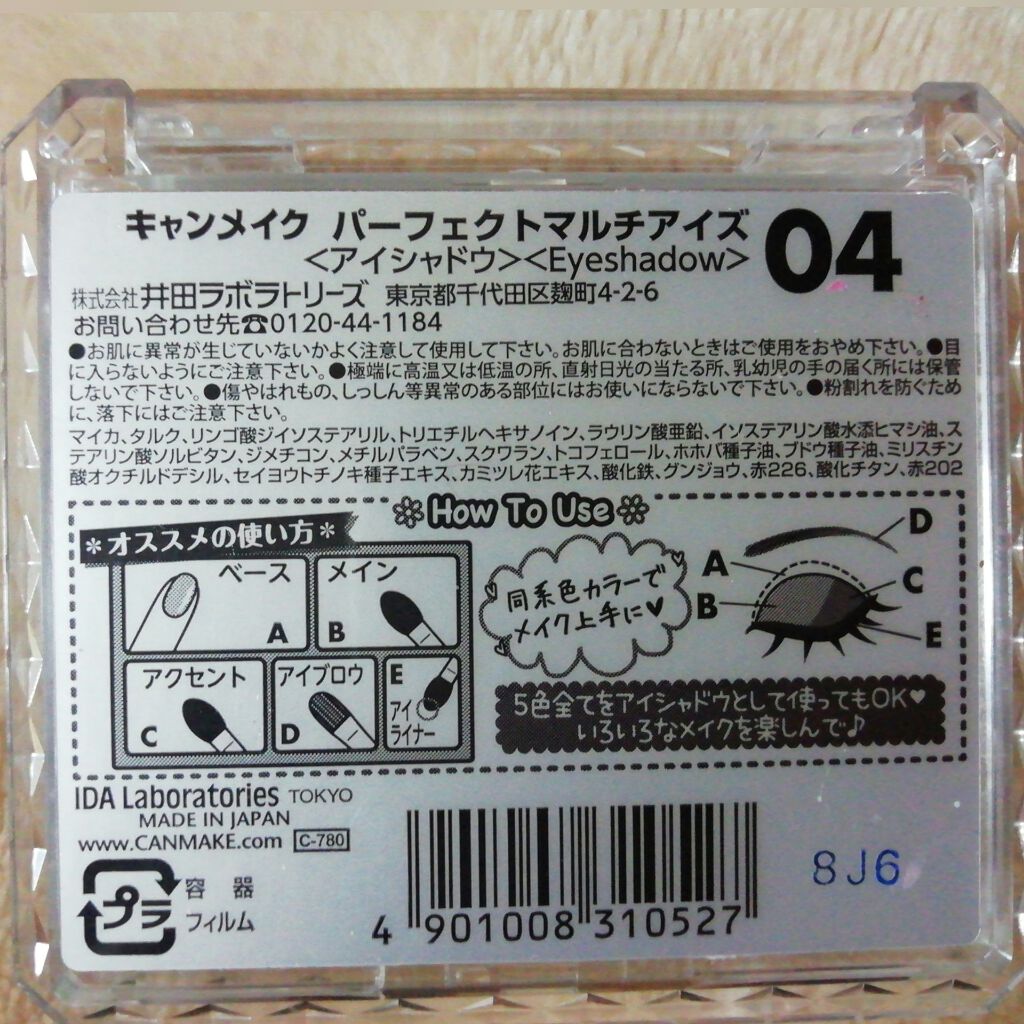 キャンメイク パーフェクトマルチアイズ 04
<アイシャドウ><Eyeshadow>
株式会社 井田ラボラトリーズ 東京都千代田区麹町4-2-6
お問い合わせ先☎0120-44-1184
●お肌に異常が生じていないかよく注意して使用して下さい。お肌に合わないときはご使用をおやめ下さい。●目
に入らないようにご注意下さい。●極端に高温又は低温の所、直射日光の当たる所、乳幼児の手の届く所には保管
しないで下さい。●傷やはれもの、しっしん等異常のある部位にはお使いにならないで下さい。●粉割れを防ぐため
に、落下にはご注意下さい。
マイカ、タルク、リンゴ酸ジイソステアリル、トリエチルヘキサノイン、ラウリン酸亜鉛、イソステアリン酸水添ヒマシ油、ス
テアリン酸ソルビタン、ジメチコン、メチルパラベン、スクワラン、トコフェロール、ホホバ種子油、ブドウ種子油、ミリスチン
酸オクチルドデシル、セイヨウトチノキ種子エキス、カミツレ花エキス、酸化鉄、グンジョウ、赤226、酸化チタン、赤202
How To Use
*オススメの使い方*
ベース
A
メイン
B
アクセント
C
アイブロウ
D
E
アイ
ライナー
同系色カラーで
メイク上手に♥
A
B
D
C
E
5色全てをアイシャドウとして使ってもOK♥
いろいろなメイクを楽しんで♪
IDA Laboratories TOKYO
MADE IN JAPAN
www.CANMAKE.com C-780
プラ
容器
フィルム
4 901008 310527
8J6